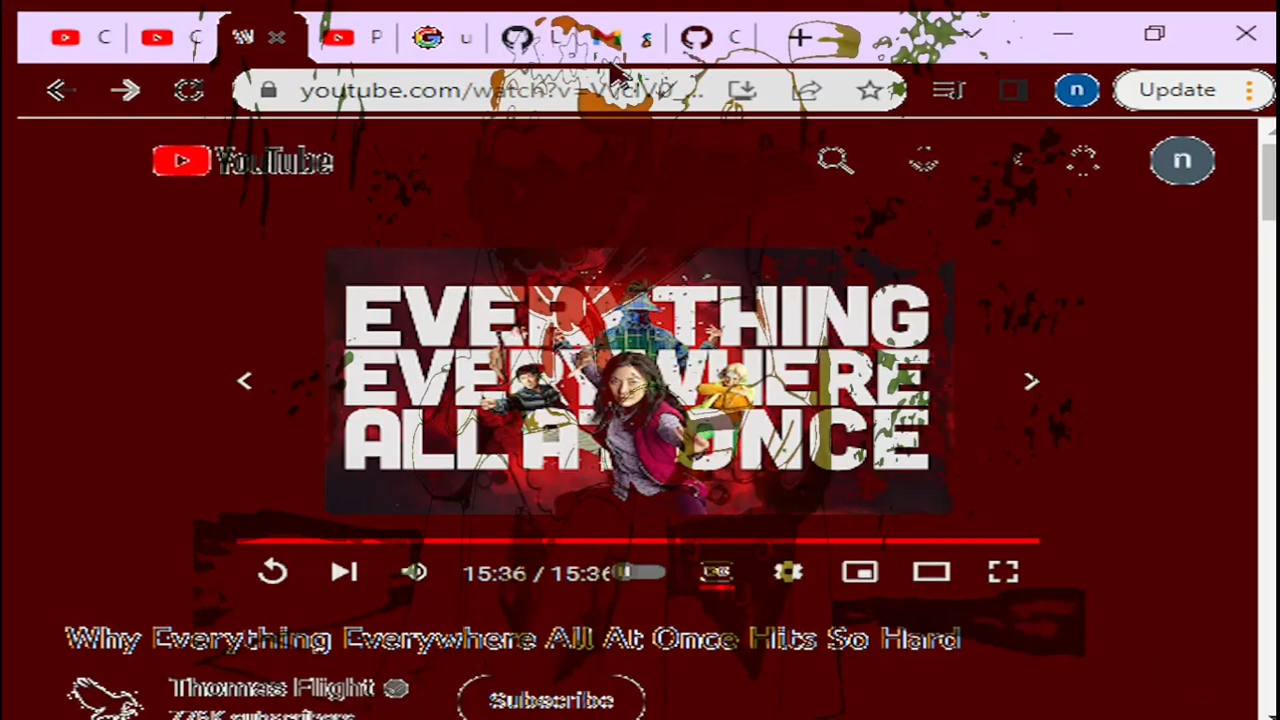 C
C
W
P
u
L
C
youtube.com/watch?v=
n
Update
YouTube
n
EVERYTHING
EVERYWHERE
ALL AT ONCE
15:36 / 15:36
Why Everything Everywhere All At Once Hits So Hard
Thomas Flight
Subscribe
subscribers